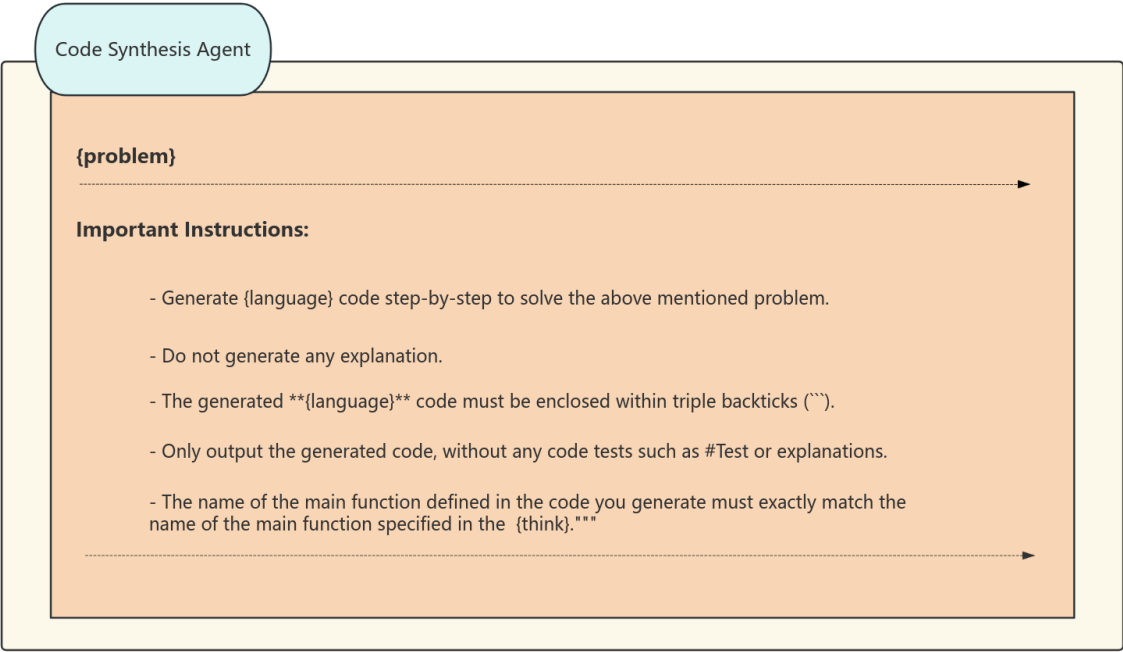 Code Synthesis Agent
{problem}
Important Instructions:
- Generate {language} code step-by-step to solve the above mentioned problem.
- Do not generate any explanation.
- The generated **{language}** code must be enclosed within triple backticks (```).
- Only output the generated code, without any code tests such as #Test or explanations.
- The name of the main function defined in the code you generate must exactly match the
name of the main function specified in the  {think}."""